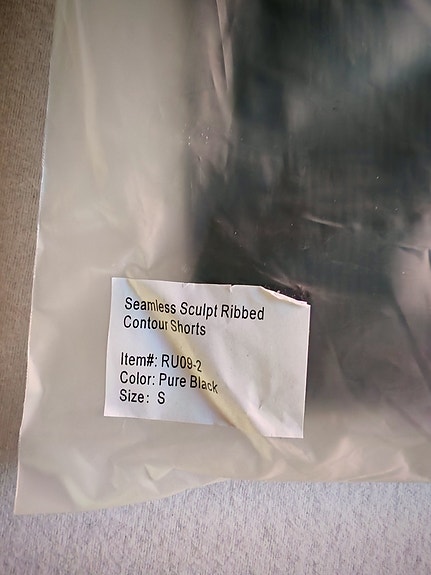 Seamless Sculpt Ribbed
Contour Shorts
Item#: RU09-2
Color: Pure Black
Size: S